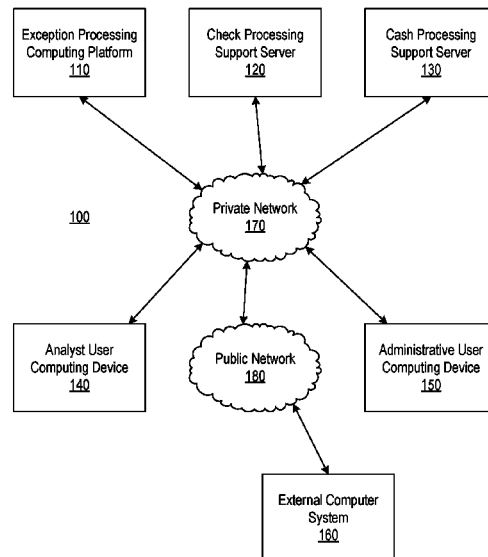 Exception Processing
Computing Platform
110
Check Processing
Support Server
120
Cash Processing
Support Server
130
100
Private Network
170
Analyst User
Computing Device
140
Public Network
180
Administrative User
Computing Device
150
External Computer
System
160